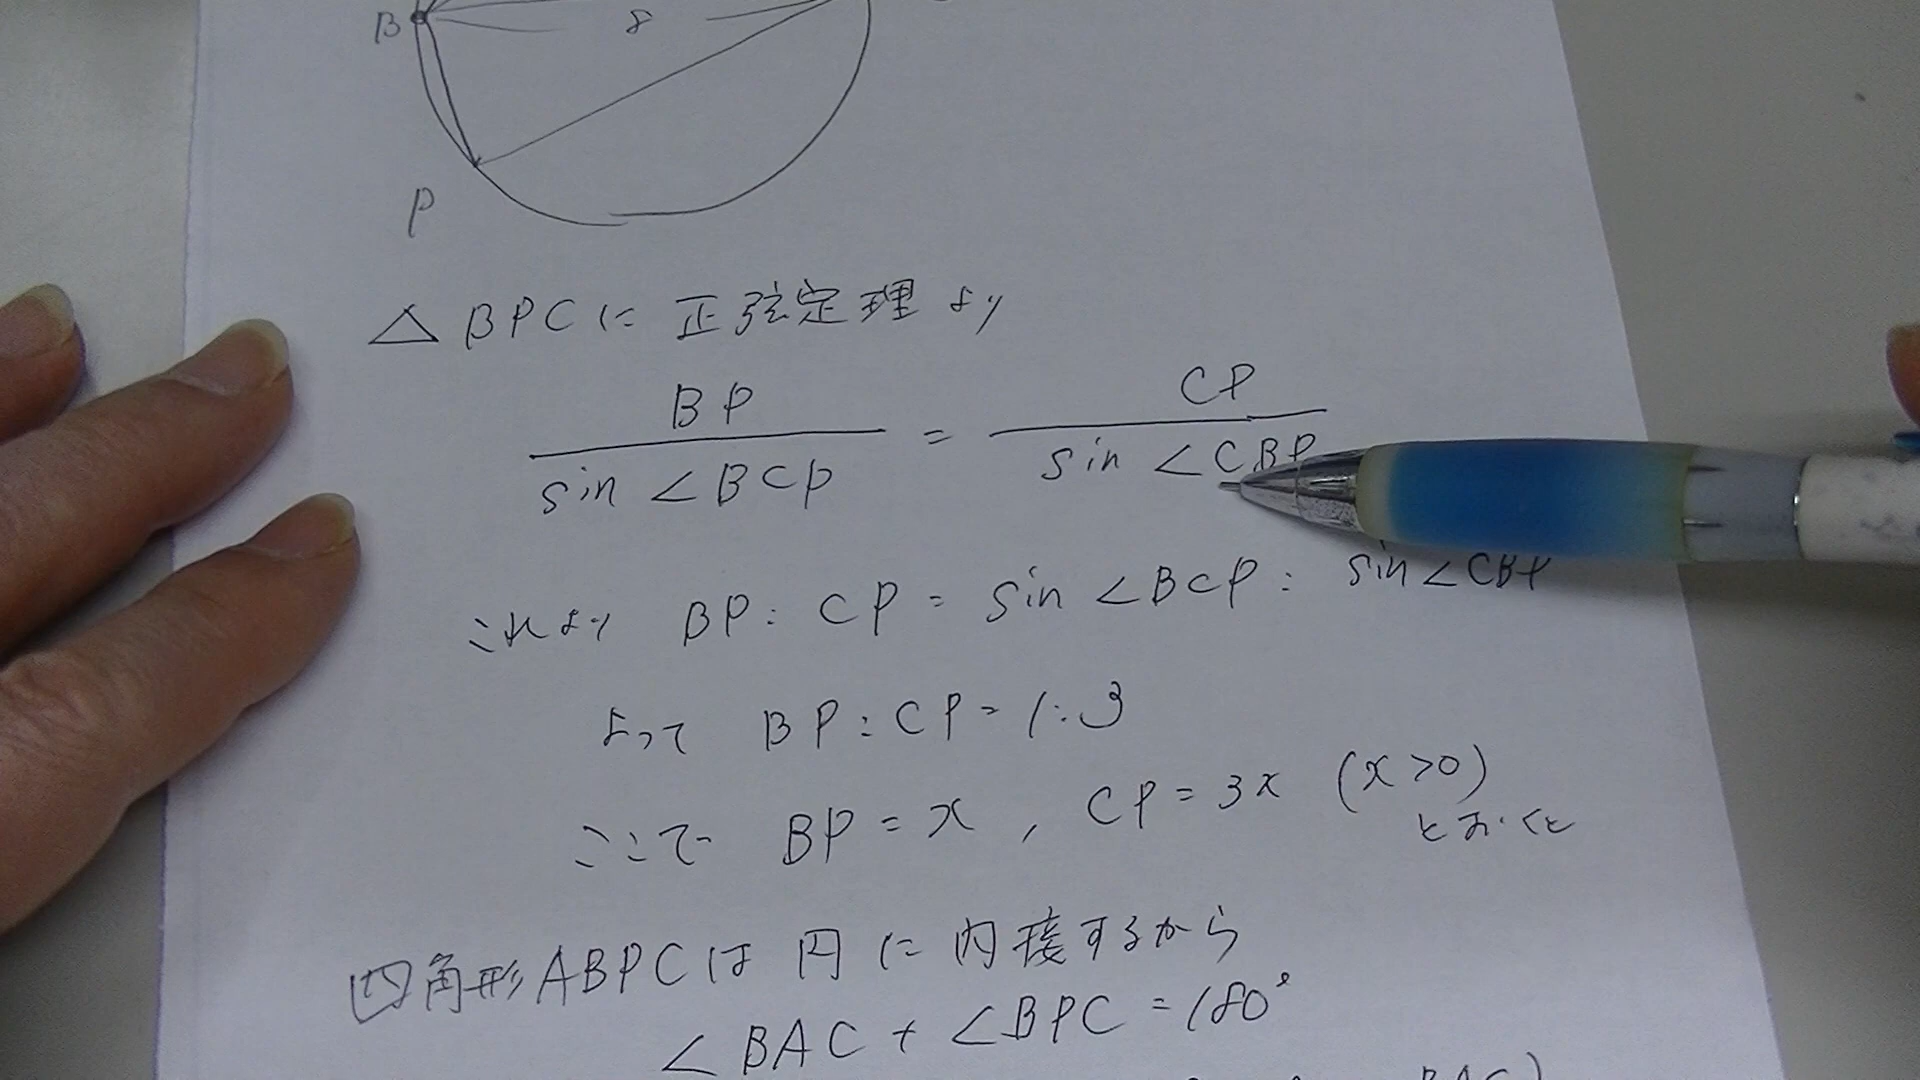 B
8
P
△BPCに正弦定理より
BP/sin∠BCP = CP/sin∠CBP
これより BP:CP = sin∠BCP: sin∠CBP
よって BP:CP=1:3
ここで BP=x, CP=3x (x>0)
とおくと
四角形ABPCは円に内接するから
∠BAC+∠BPC=180°
BAC)